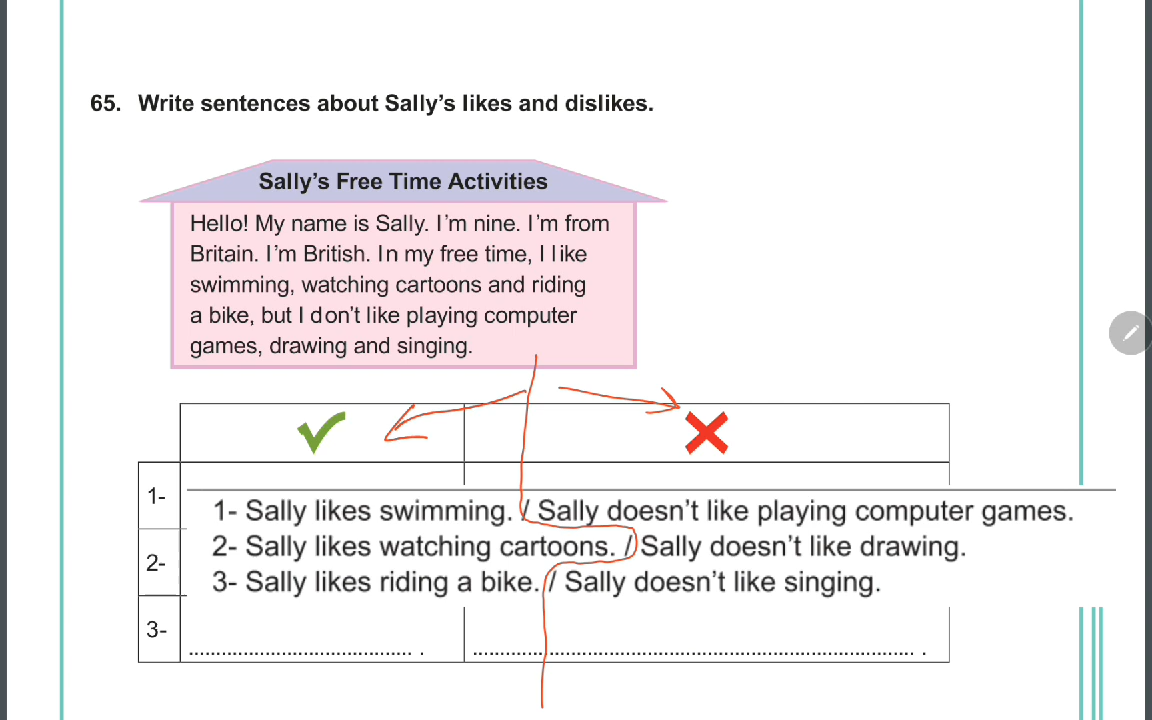 65. Write sentences about Sally's likes and dislikes.
Sally's Free Time Activities
Hello! My name is Sally. I'm nine. I'm from
Britain. I'm British. In my free time, I like
swimming, watching cartoons and riding
a bike, but I don't like playing computer
games, drawing and singing.
1-
1- Sally likes swimming. / Sally doesn't like playing computer games.
2- Sally likes watching cartoons. / Sally doesn't like drawing.
2-
3- Sally likes riding a bike. / Sally doesn't like singing.
3-
........................................ . ............................................................................... .